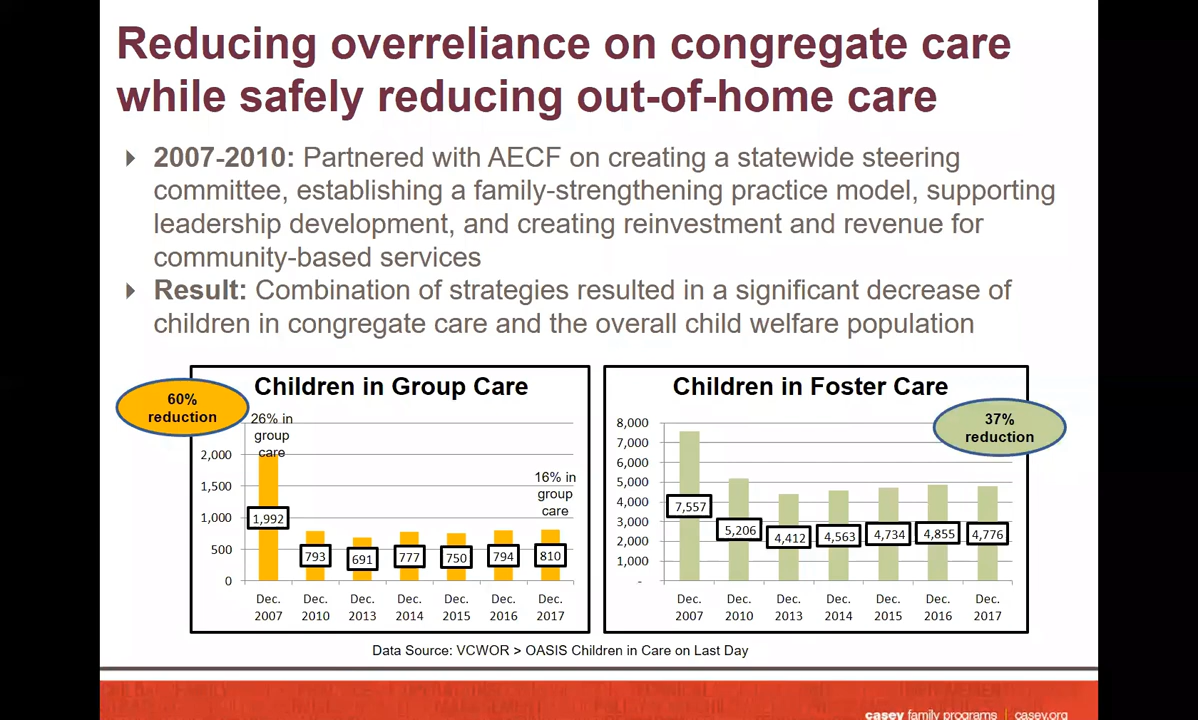 Reducing overreliance on congregate care
while safely reducing out-of-home care
2007-2010: Partnered with AECF on creating a statewide steering
committee, establishing a family-strengthening practice model, supporting
leadership development, and creating reinvestment and revenue for
community-based services
Result: Combination of strategies resulted in a significant decrease of
children in congregate care and the overall child welfare population
Children in Group Care
60%
reduction
26% in
group
care
16% in
group
care
2,000
1,500
1,000
500
0
1,992
793
691
777
750
794
810
Dec. Dec. Dec. Dec. Dec. Dec. Dec.
2007 2010 2013 2014 2015 2016 2017
Children in Foster Care
37%
reduction
8,000
7,000
6,000
5,000
4,000
3,000
2,000
1,000
-
7,557
5,206
4,412
4,563
4,734
4,855
4,776
Dec. Dec. Dec. Dec. Dec. Dec. Dec.
2007 2010 2013 2014 2015 2016 2017
Data Source: VCWOR > OASIS Children in Care on Last Day
casey family programs | casey.org